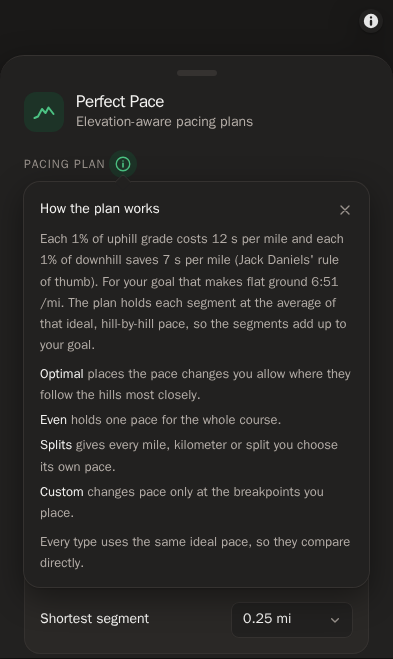 Perfect Pace
Elevation-aware pacing plans
PACING PLAN
How the plan works
Each 1% of uphill grade costs 12 s per mile and each
1% of downhill saves 7 s per mile (Jack Daniels' rule
of thumb). For your goal that makes flat ground 6:51
/mi. The plan holds each segment at the average of
that ideal, hill-by-hill pace, so the segments add up to
your goal.
Optimal places the pace changes you allow where they
follow the hills most closely.
Even holds one pace for the whole course.
Splits gives every mile, kilometer or split you choose
its own pace.
Custom changes pace only at the breakpoints you
place.
Every type uses the same ideal pace, so they compare
directly.
Shortest segment
0.25 mi